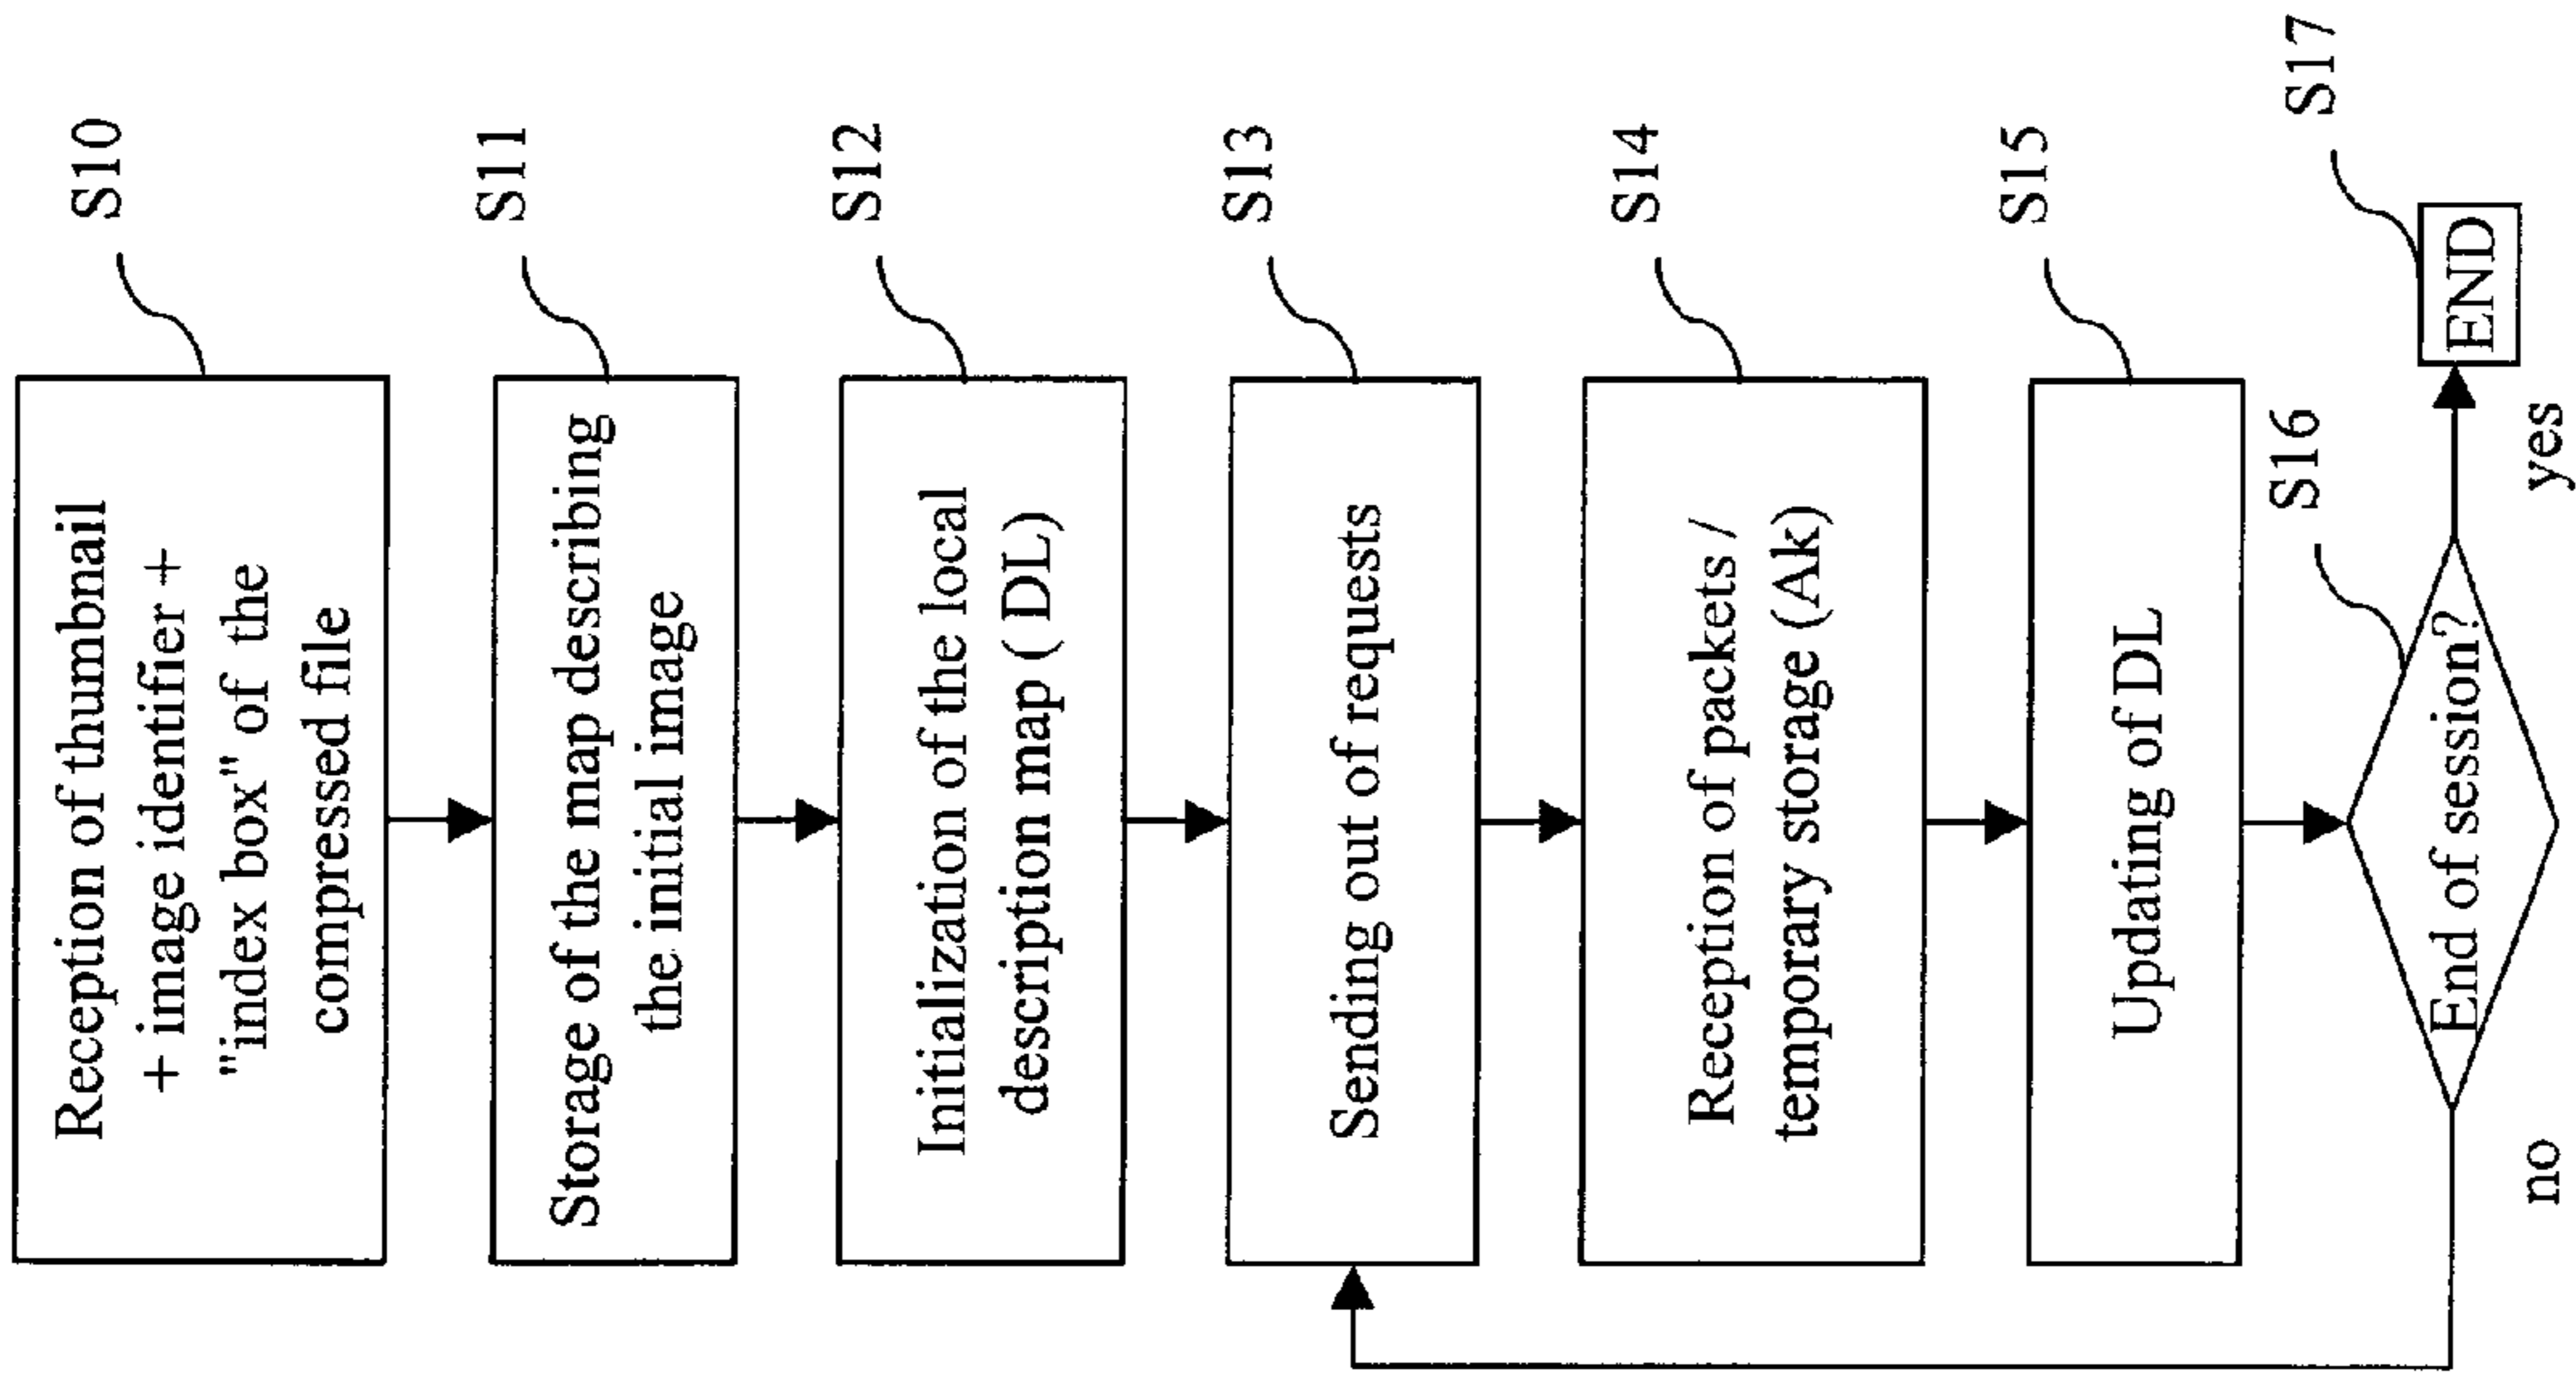 S10
Reception of thumbnail
+ image identifier +
"index box" of the
compressed file
S11
Storage of the map describing
the initial image
S12
Initialization of the local
description map ( DL)
S13
Sending out of requests
S14
Reception of packets /
temporary storage (Ak)
S15
Updating of DL
S16
End of session?
no
yes
S17
END